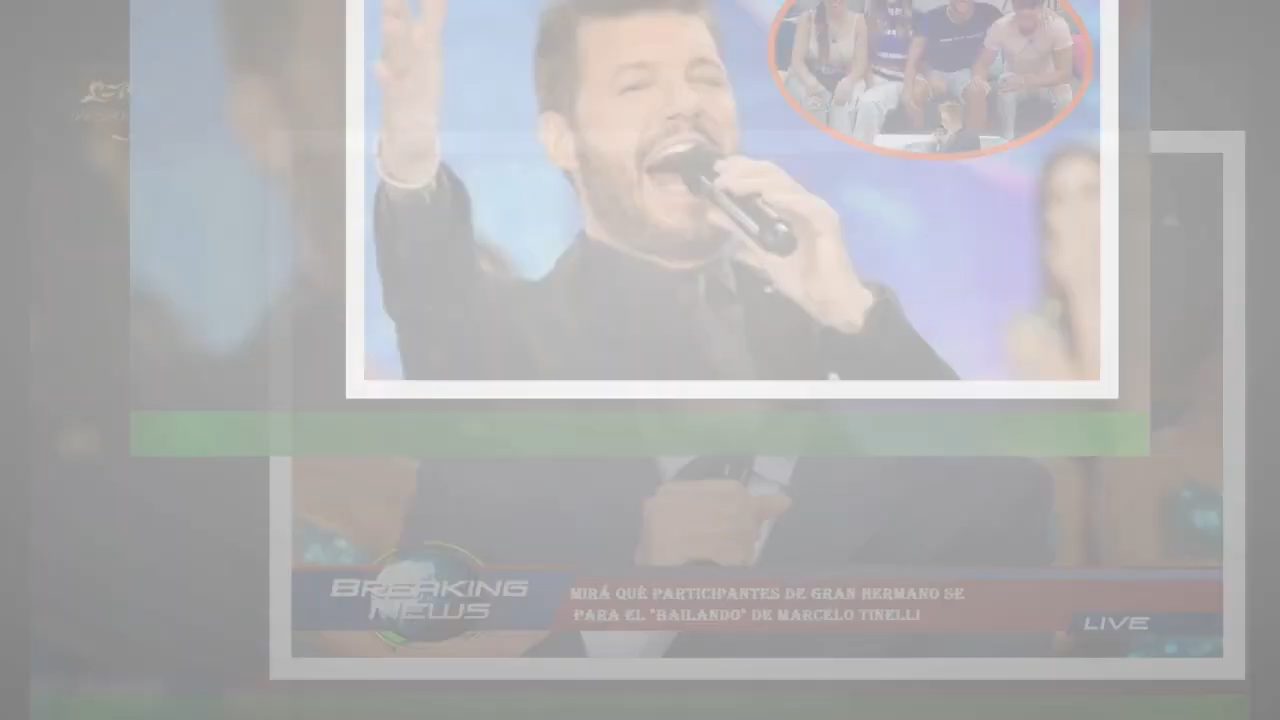 BREAKING
NEWS
MIRÁ QUÉ PARTICIPANTES DE GRAN HERMANO SE
PARA EL "BAILANDO" DE MARCELO TINELLI
LIVE